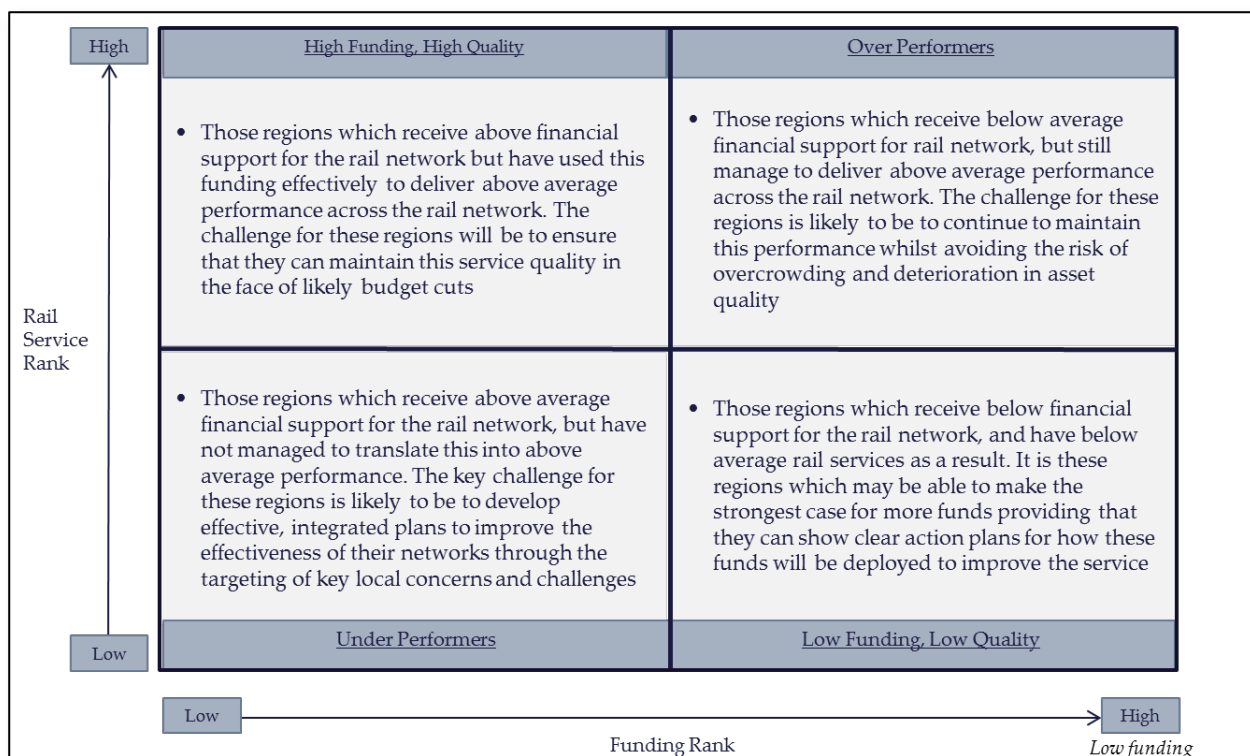 High
High Funding, High Quality
Over Performers
• Those regions which receive above financial
support for the rail network but have used this
funding effectively to deliver above average
performance across the rail network. The
challenge for these regions will be to ensure
that they can maintain this service quality in
the face of likely budget cuts
• Those regions which receive below average
financial support for rail network, but still
manage to deliver above average performance
across the rail network. The challenge for these
regions is likely to be to continue to maintain
this performance whilst avoiding the risk of
overcrowding and deterioration in asset
quality
Rail
Service
Rank
• Those regions which receive above average
financial support for the rail network, but have
not managed to translate this into above
average performance. The key challenge for
these regions is likely to be to develop
effective, integrated plans to improve the
effectiveness of their networks through the
targeting of key local concerns and challenges
• Those regions which receive below financial
support for the rail network, and have below
average rail services as a result. It is these
regions which may be able to make the
strongest case for more funds providing that
they can show clear action plans for how these
funds will be deployed to improve the service
Low
Under Performers
Low Funding, Low Quality
Low
High
Funding Rank
Low funding